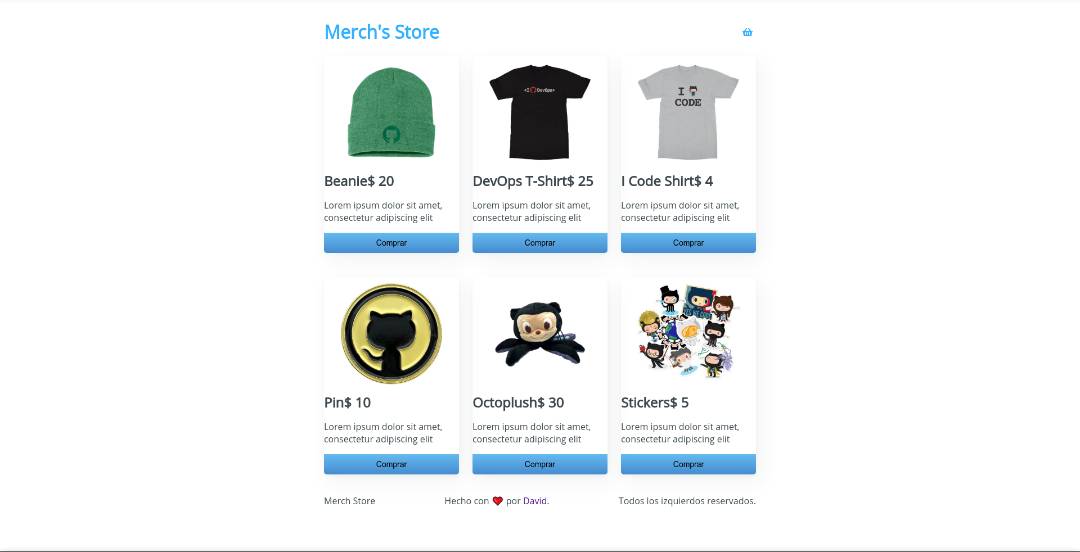 Merch's Store
<I DevOps>
I
CODE
Beanie$ 20
DevOps T-Shirt$ 25
I Code Shirt$ 4
Lorem ipsum dolor sit amet,
consectetur adipiscing elit
Lorem ipsum dolor sit amet,
consectetur adipiscing elit
Lorem ipsum dolor sit amet,
consectetur adipiscing elit
Comprar
Comprar
Comprar
Pin$ 10
Octoplush$ 30
Stickers$ 5
Lorem ipsum dolor sit amet,
consectetur adipiscing elit
Lorem ipsum dolor sit amet,
consectetur adipiscing elit
Lorem ipsum dolor sit amet,
consectetur adipiscing elit
Comprar
Comprar
Comprar
Merch Store
Hecho con ❤ por David.
Todos los izquierdos reservados.